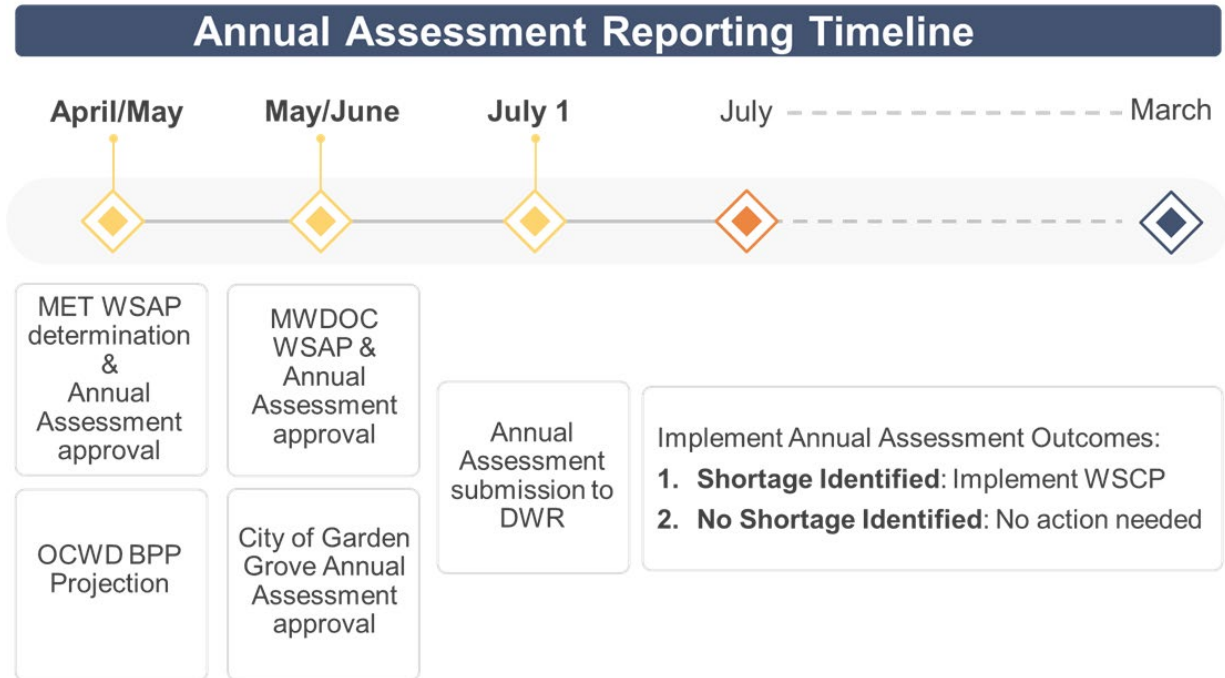 Annual Assessment Reporting Timeline
April/May
May/June
July 1
July
March
MET WSAP
determination
&
Annual
Assessment
approval
OCWD BPP
Projection
MWDOC
WSAP &
Annual
Assessment
approval
City of Garden
Grove Annual
Assessment
approval
Annual
Assessment
submission to
DWR
Implement Annual Assessment Outcomes:
1. Shortage Identified: Implement WSCP
2. No Shortage Identified: No action needed